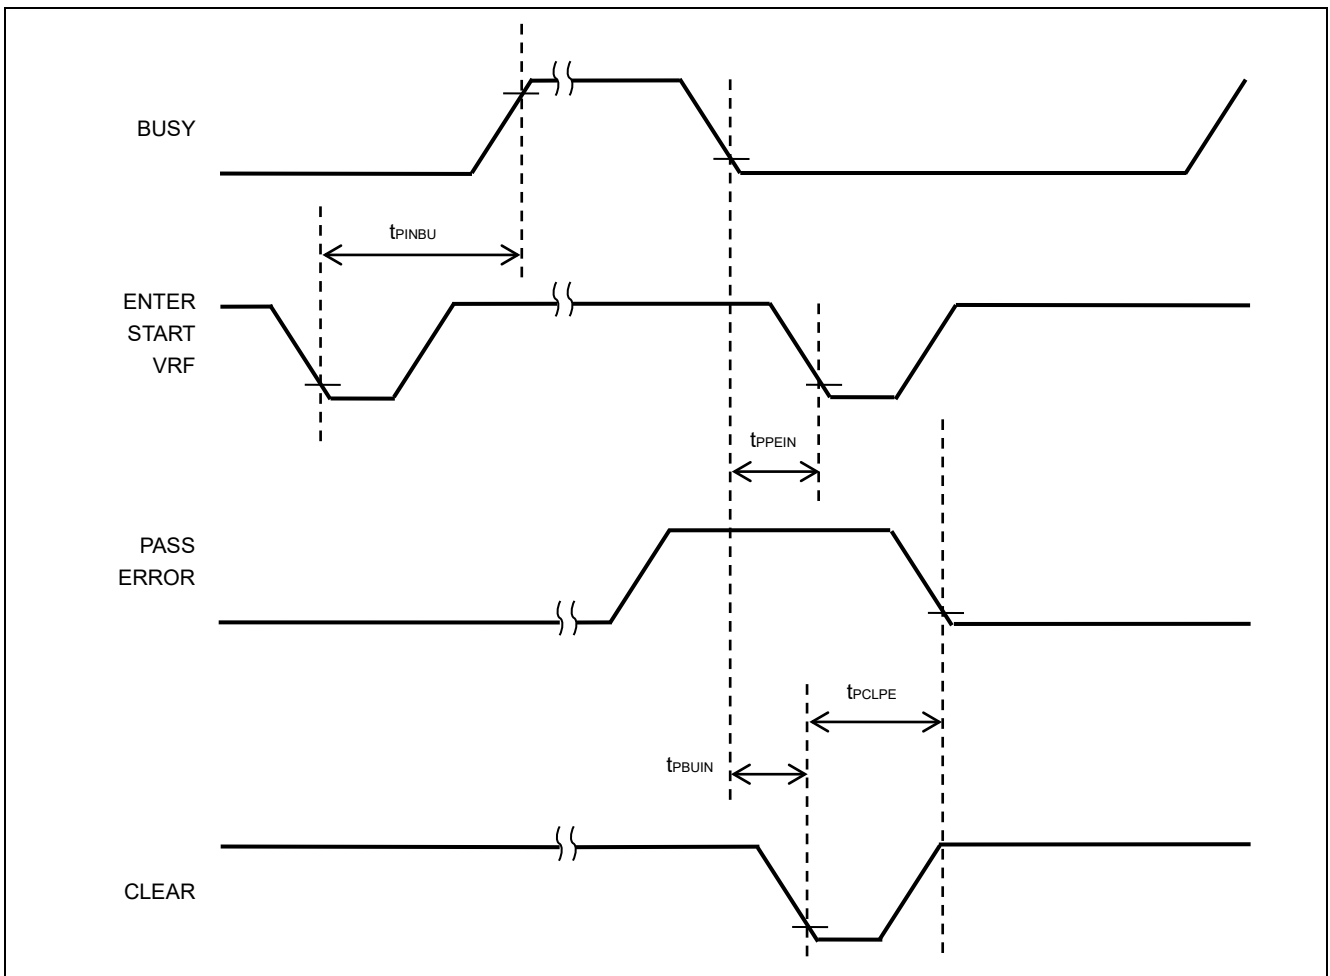 BUSY
tPINBU
ENTER
START
VRF
tPPEIN
PASS
ERROR
tPCLPE
tPBUIN
CLEAR